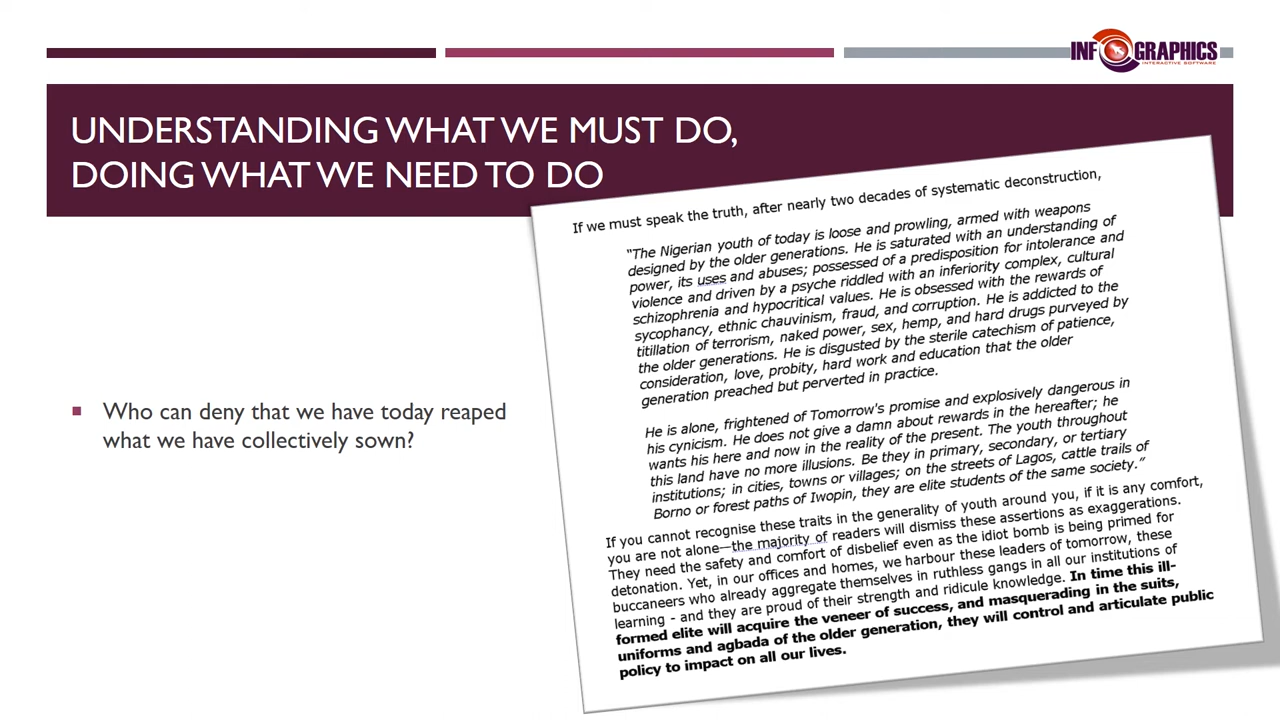 INFOGRAPHICS
INTERACTIVE SOFTWARE
UNDERSTANDING WHAT WE MUST DO,
DOING WHAT WE NEED TO DO
▪ Who can deny that we have today reaped
what we have collectively sown?
If we must speak the truth, after nearly two decades of systematic deconstruction,
"The Nigerian youth of today is loose and prowling, armed with weapons
designed by the older generations. He is saturated with an understanding of
power, its uses and abuses; possessed of a predisposition for intolerance and
violence and driven by a psyche riddled with an inferiority complex, cultural
schizophrenia and hypocritical values. He is obsessed with the rewards of
sycophancy, ethnic chauvinism, fraud, and corruption. He is addicted to the
titillation of terrorism, naked power, sex, hemp, and hard drugs purveyed by
the older generations. He is disgusted by the sterile catechism of patience,
consideration, love, probity, hard work and education that the older
generation preached but perverted in practice.
He is alone, frightened of Tomorrow's promise and explosively dangerous in
his cynicism. He does not give a damn about rewards in the hereafter; he
wants his here and now in the reality of the present. The youth throughout
this land have no more illusions. Be they in primary, secondary, or tertiary
institutions; in cities, towns or villages; on the streets of Lagos, cattle trails of
Borno or forest paths of Iwopin, they are elite students of the same society."
If you cannot recognise these traits in the generality of youth around you, if it is any comfort,
you are not alone—the majority of readers will dismiss these assertions as exaggerations.
They need the safety and comfort of disbelief even as the idiot bomb is being primed for
detonation. Yet, in our offices and homes, we harbour these leaders of tomorrow, these
buccaneers who already aggregate themselves in ruthless gangs in all our institutions of
learning - and they are proud of their strength and ridicule knowledge. In time this ill-
formed elite will acquire the veneer of success, and masquerading in the suits,
uniforms and agbada of the older generation, they will control and articulate public
policy to impact on all our lives.